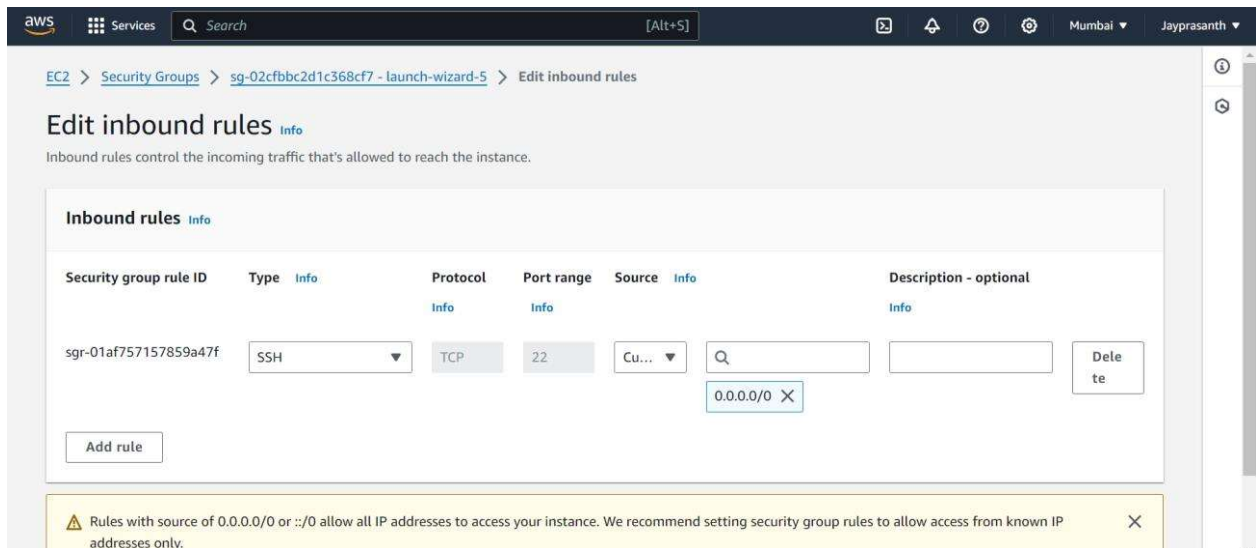 aws Services Search [Alt+S] Mumbai Jayprasanth
EC2 > Security Groups > sg-02cfbbc2d1c368cf7 - launch-wizard-5 > Edit inbound rules
Edit inbound rules Info
Inbound rules control the incoming traffic that's allowed to reach the instance.
Inbound rules Info
Security group rule ID Type Info Protocol Port range Source Info Description - optional
Info Info Info
sgr-01af757157859a47f SSH TCP 22 Cu... Dele
te
0.0.0.0/0
Add rule
Rules with source of 0.0.0.0/0 or ::/0 allow all IP addresses to access your instance. We recommend setting security group rules to allow access from known IP
addresses only.